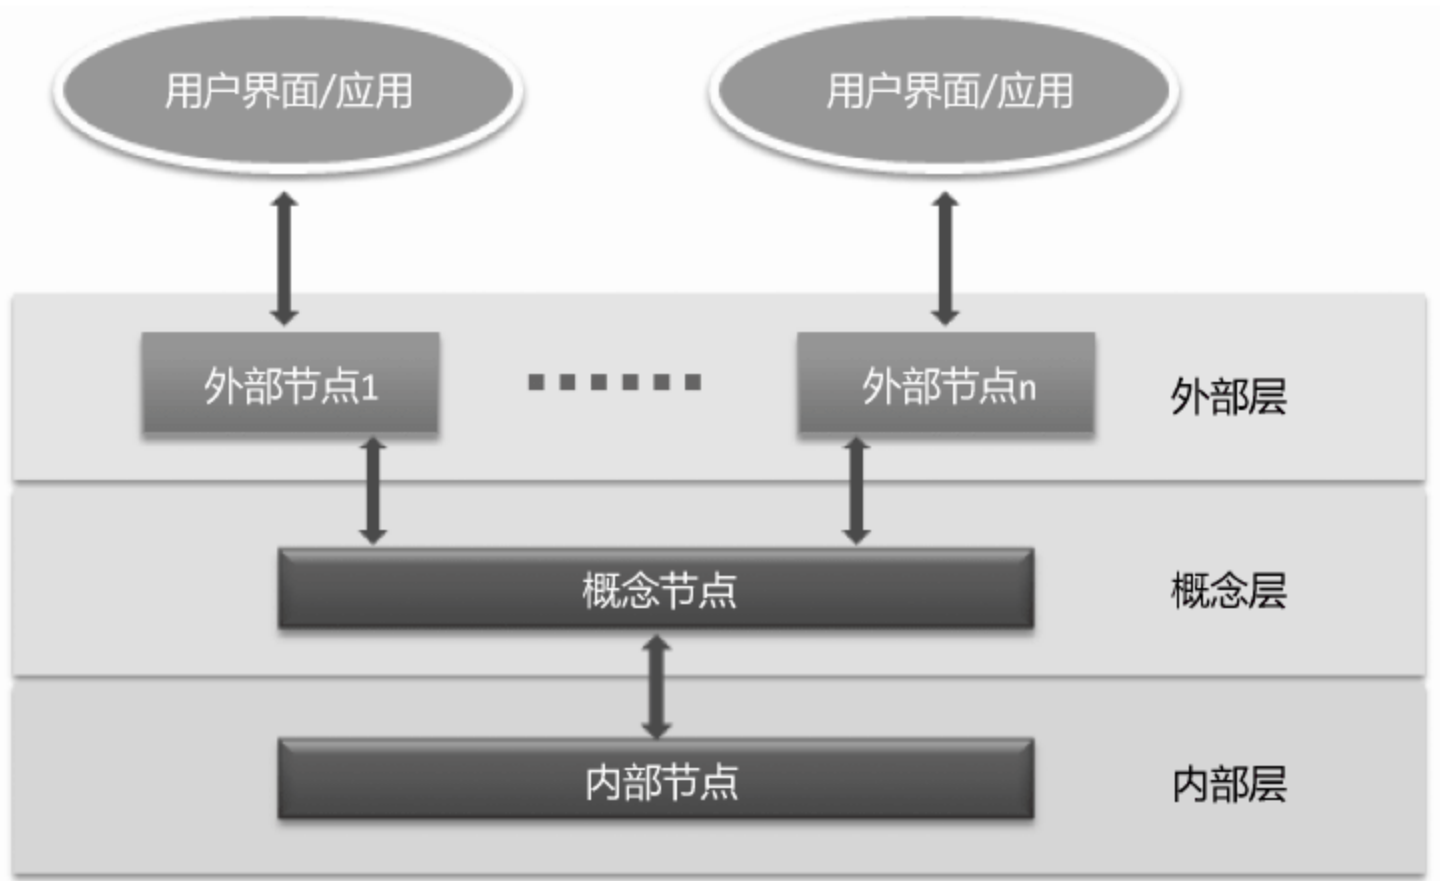 用户界面/应用
用户界面/应用
外部节点1
外部节点n
外部层
概念节点
概念层
内部节点
内部层